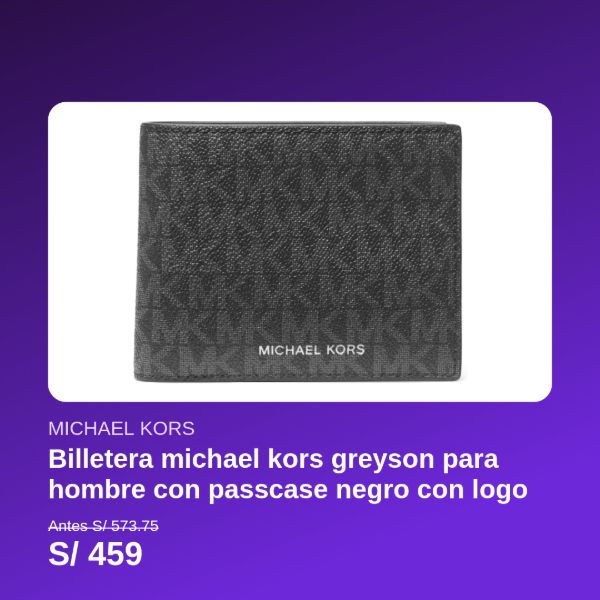 MICHAEL KORS
MICHAEL KORS
Billetera michael kors greyson para
hombre con passcase negro con logo
Antes S/ 573.75
S/ 459